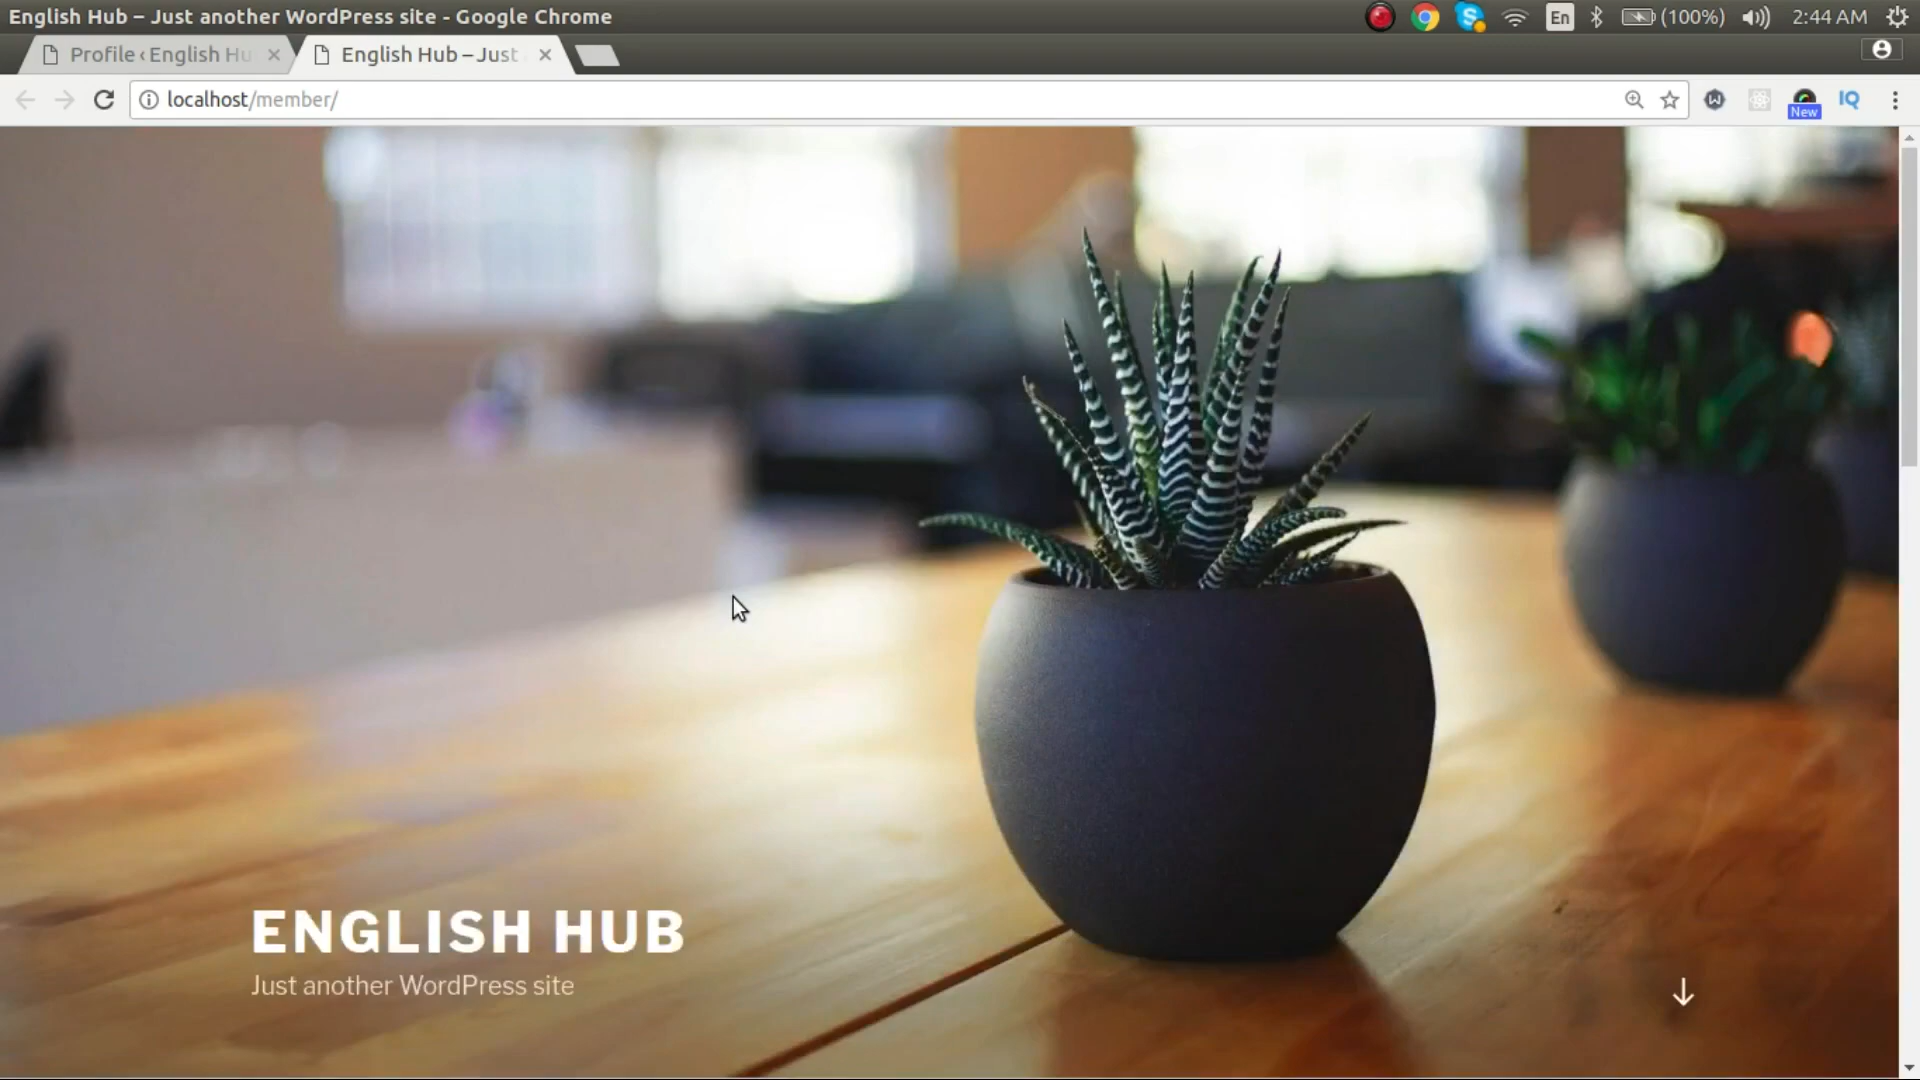 English Hub – Just another WordPress site - Google Chrome
En
(100%)
2:44 AM
Profile ‹ English Hu
English Hub – Just
localhost/member/
W
New
IQ
ENGLISH HUB
Just another WordPress site